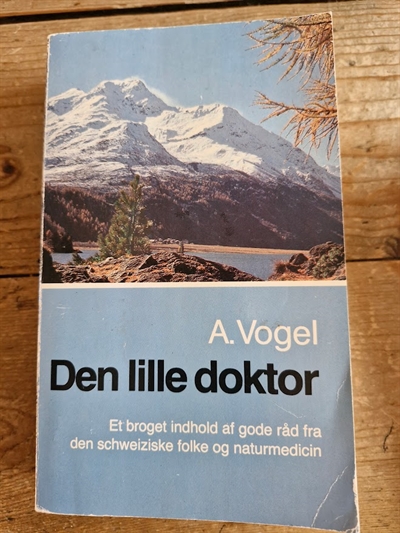 A. Vogel
Den lille doktor
Et broget indhold af gode råd fra
den schweiziske folke og naturmedicin